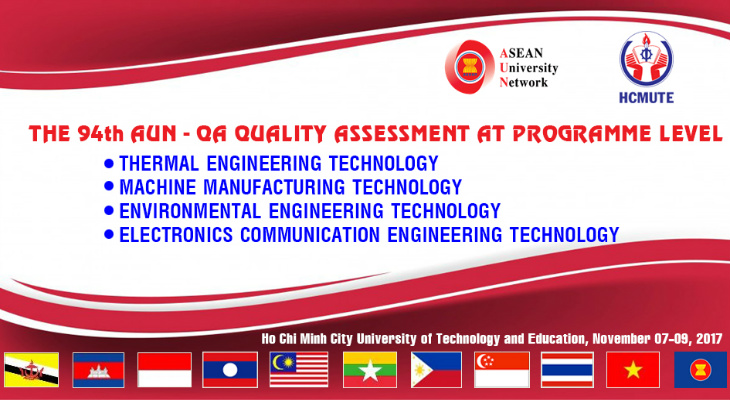 ASEAN
University
Network
HCMUTE
THE 94th AUN - QA QUALITY ASSESSMENT AT PROGRAMME LEVEL
• THERMAL ENGINEERING TECHNOLOGY
• MACHINE MANUFACTURING TECHNOLOGY
• ENVIRONMENTAL ENGINEERING TECHNOLOGY
• ELECTRONICS COMMUNICATION ENGINEERING TECHNOLOGY
Ho Chi Minh City University of Technology and Education, November 07-09, 2017